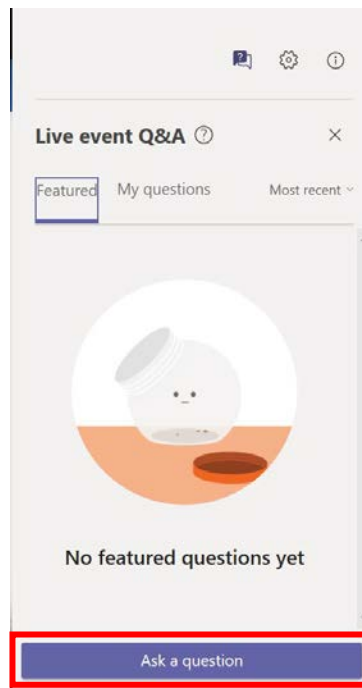 Live event Q&A
Featured My questions Most recent
No featured questions yet
Ask a question